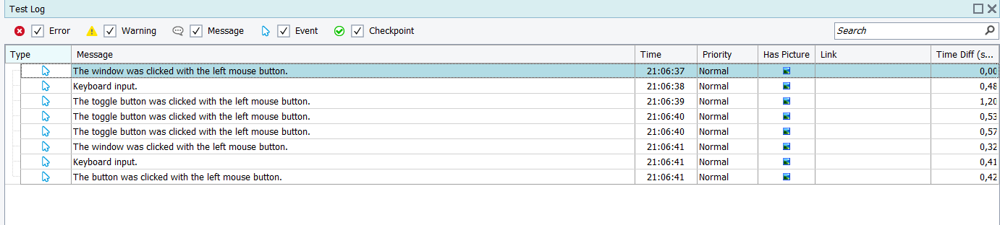 Test Log
Error Warning Message Event Checkpoint Search
Type Message Time Priority Has Picture Link Time Diff (s...
The window was clicked with the left mouse button. 21:06:37 Normal 0,00
Keyboard input. 21:06:38 Normal 0,48
The toggle button was clicked with the left mouse button. 21:06:39 Normal 1,20
The toggle button was clicked with the left mouse button. 21:06:40 Normal 0,53
The toggle button was clicked with the left mouse button. 21:06:40 Normal 0,57
The window was clicked with the left mouse button. 21:06:41 Normal 0,32
Keyboard input. 21:06:41 Normal 0,41
The button was clicked with the left mouse button. 21:06:41 Normal 0,42